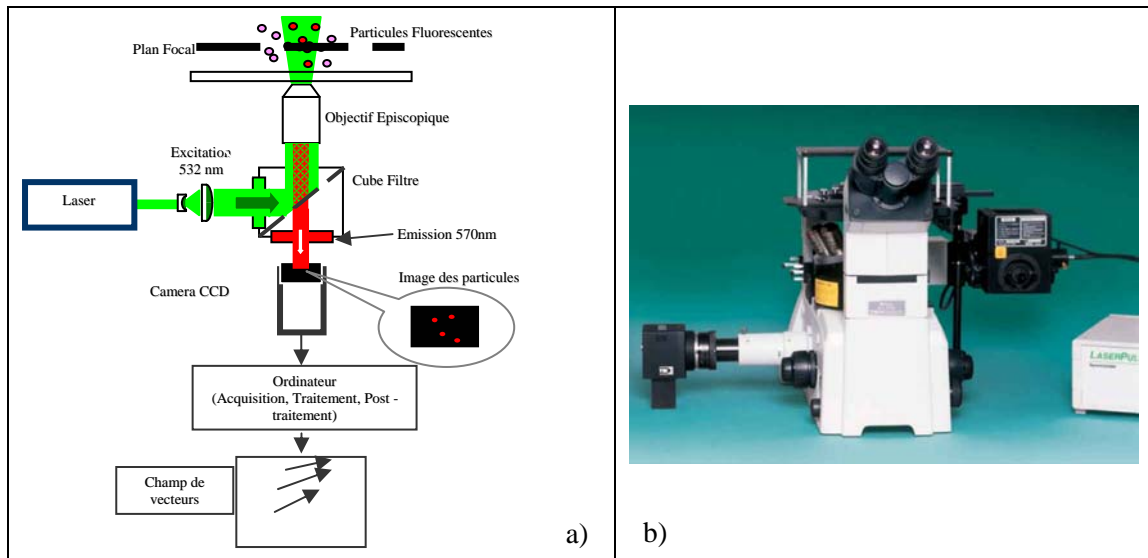 Particules Fluorescentes
Plan Focal
Objectif Episcopique
Excitation
532 nm
Cube Filtre
Laser
Emission 570nm
Image des particules
Camera CCD
Ordinateur
(Acquisition, Traitement, Post -
traitement)
Champ de
vecteurs
a)
LASERPUL
b)